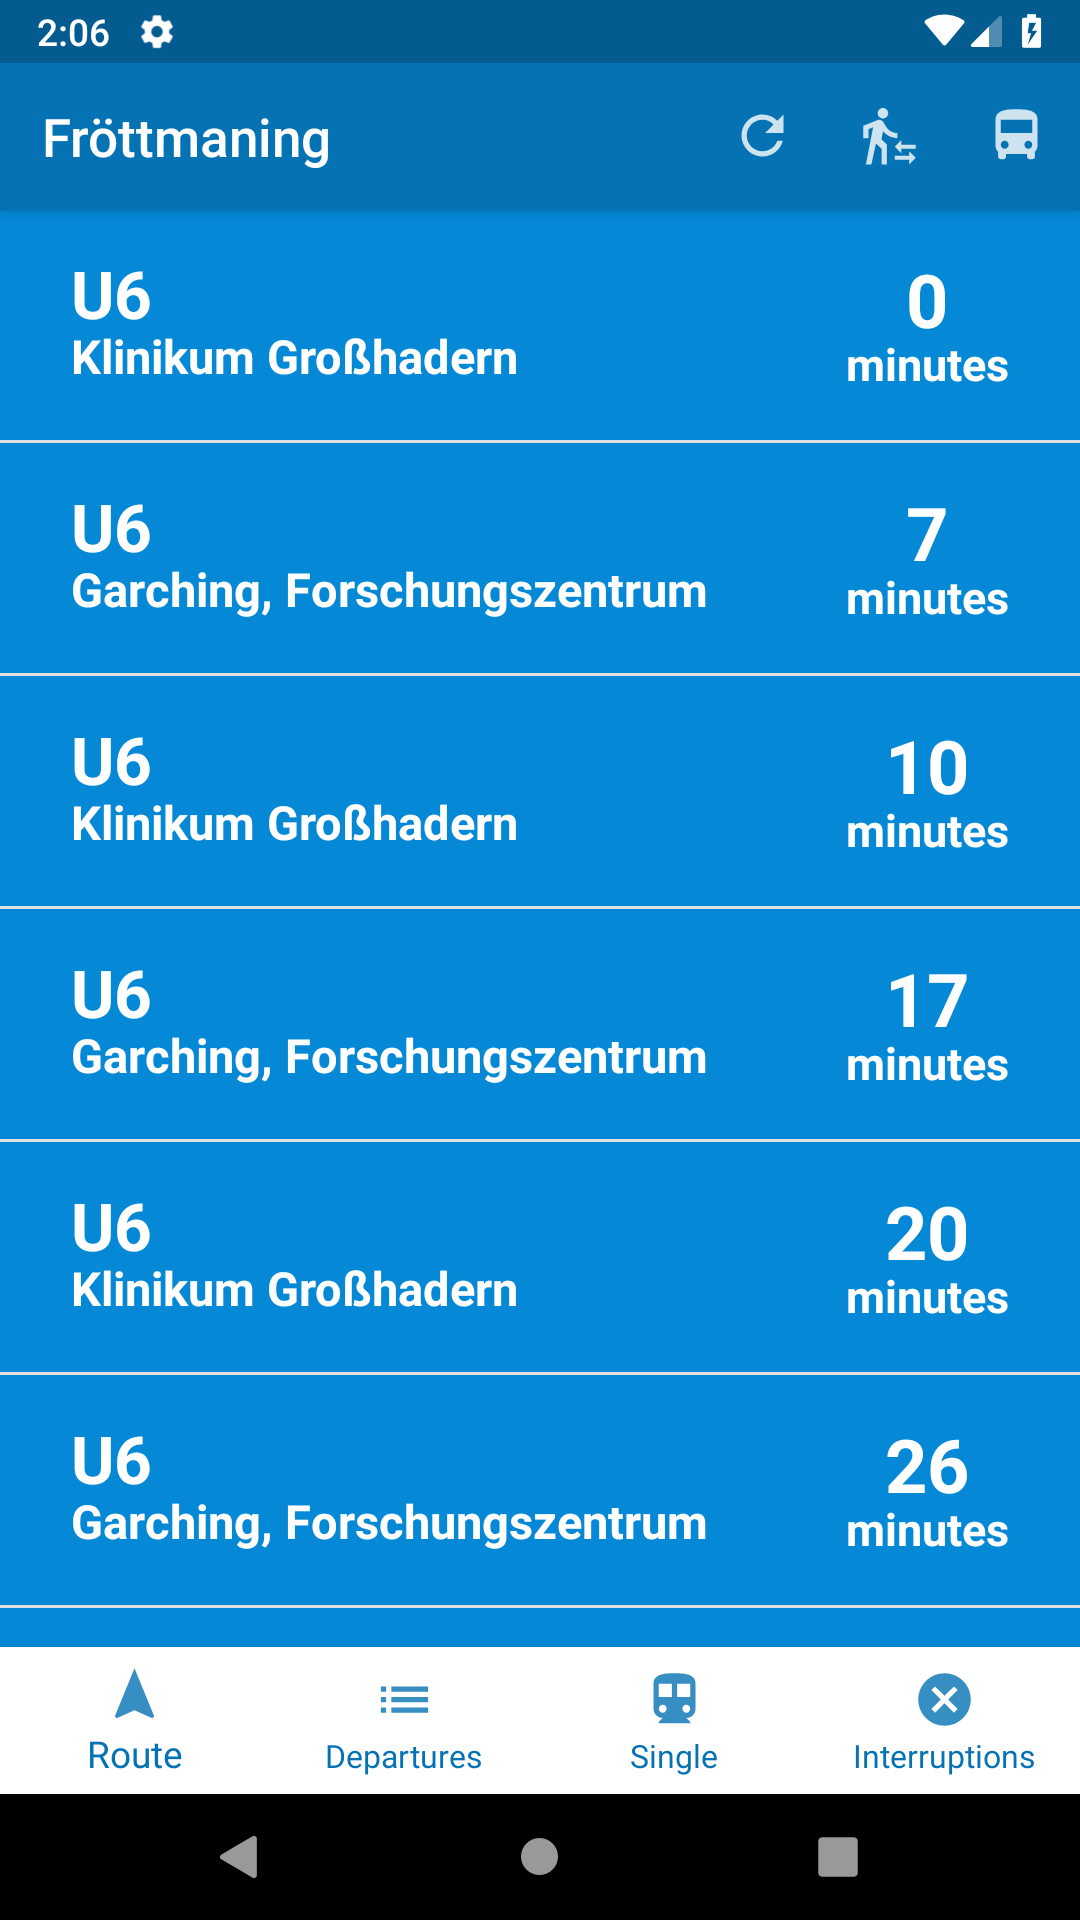 2:06
Fröttmaning
U6
Klinikum Großhadern
0
minutes
U6
Garching, Forschungszentrum
7
minutes
U6
Klinikum Großhadern
10
minutes
U6
Garching, Forschungszentrum
17
minutes
U6
Klinikum Großhadern
20
minutes
U6
Garching, Forschungszentrum
26
minutes
Route
Departures
Single
Interruptions